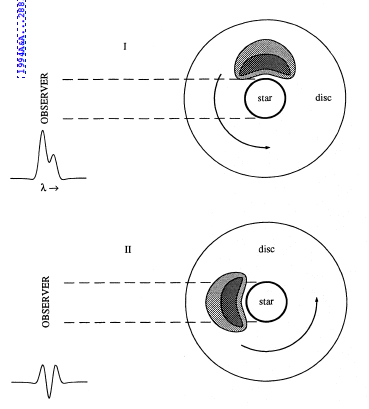 I
OBSERVER
star
disc
λ →
II
disc
OBSERVER
star